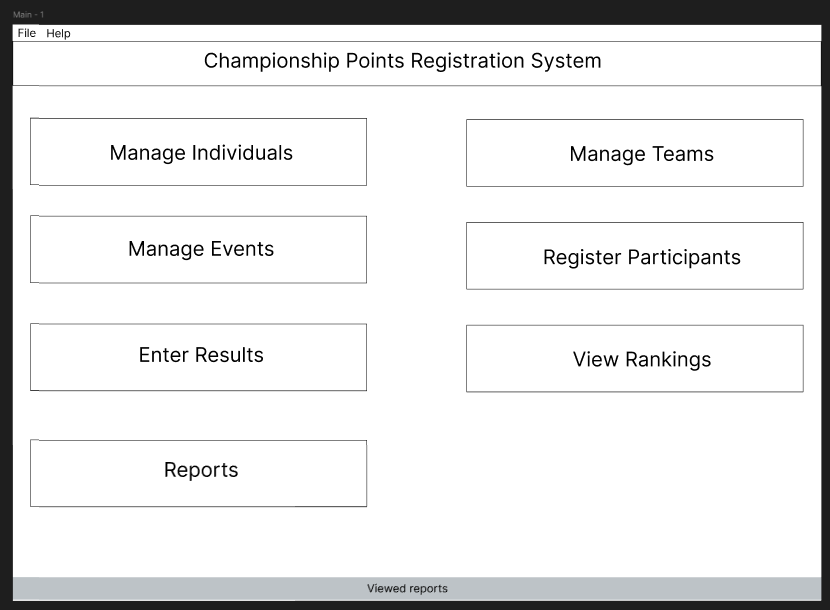 Main - 1
File Help
Championship Points Registration System
Manage Individuals
Manage Teams
Manage Events
Register Participants
Enter Results
View Rankings
Reports
Viewed reports